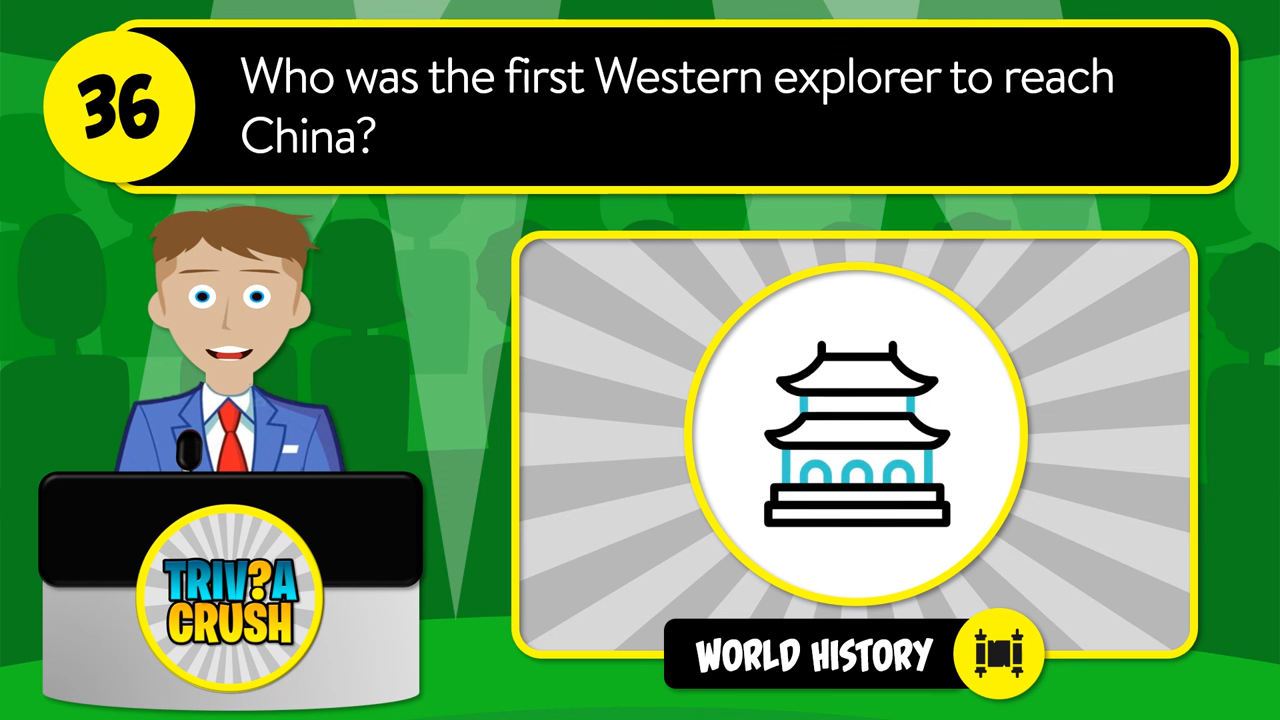 36
Who was the first Western explorer to reach
China?
TRIV?A
CRUSH
WORLD HISTORY